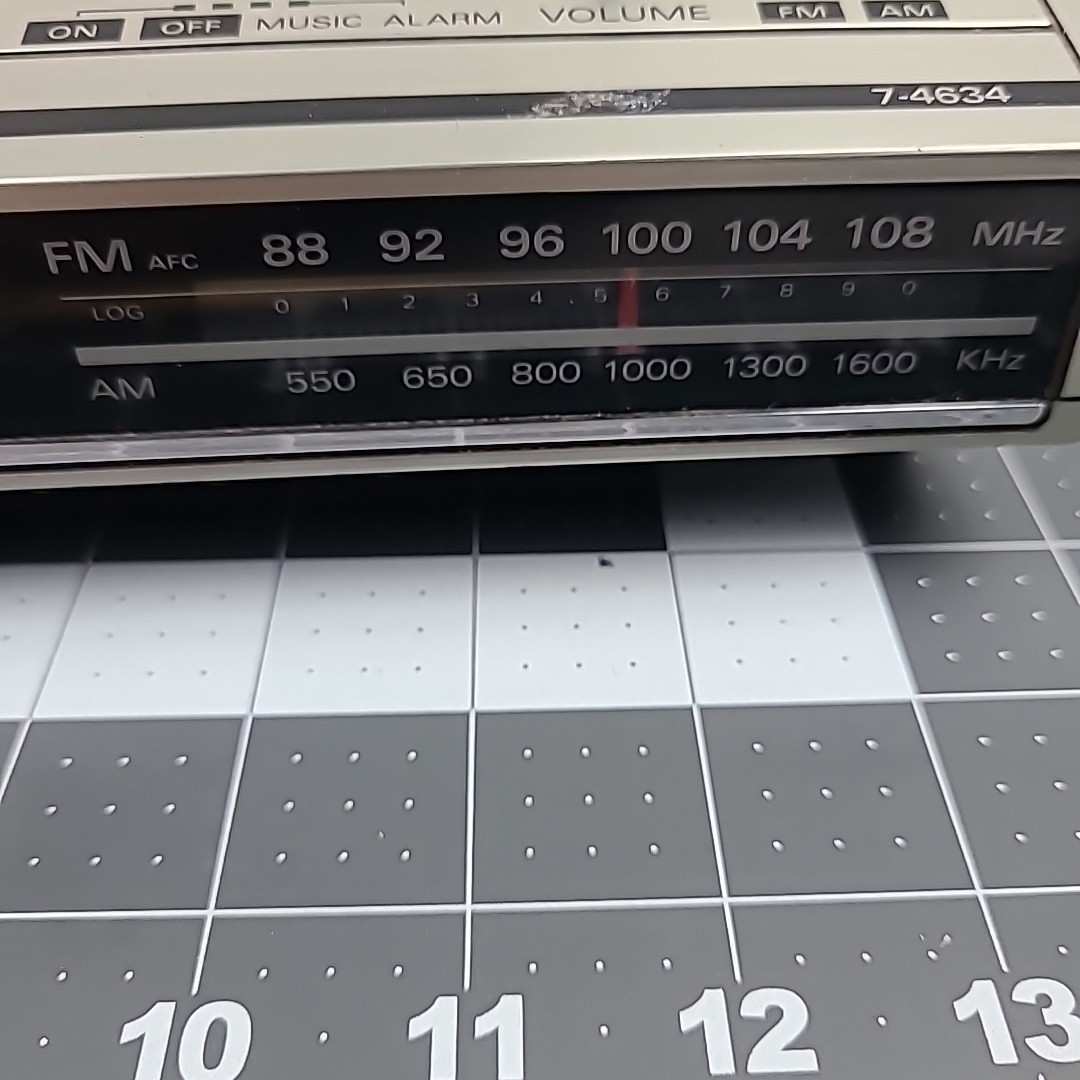 ON OFF MUSIC ALARM VOLUME FM AM
7-4634
FM AFC 88 92 96 100 104 108 MHz
LOG 0 1 2 3 4 . 5 6 7 8 9 0
AM 550 650 800 1000 1300 1600 KHz
10 11 12 13